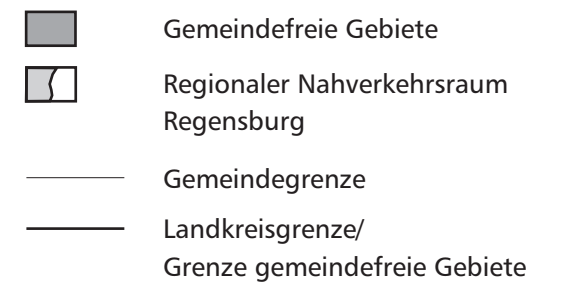 Gemeindefreie Gebiete
Regionaler Nahverkehrsraum
Regensburg
Gemeindegrenze
Landkreisgrenze/
Grenze gemeindefreie Gebiete